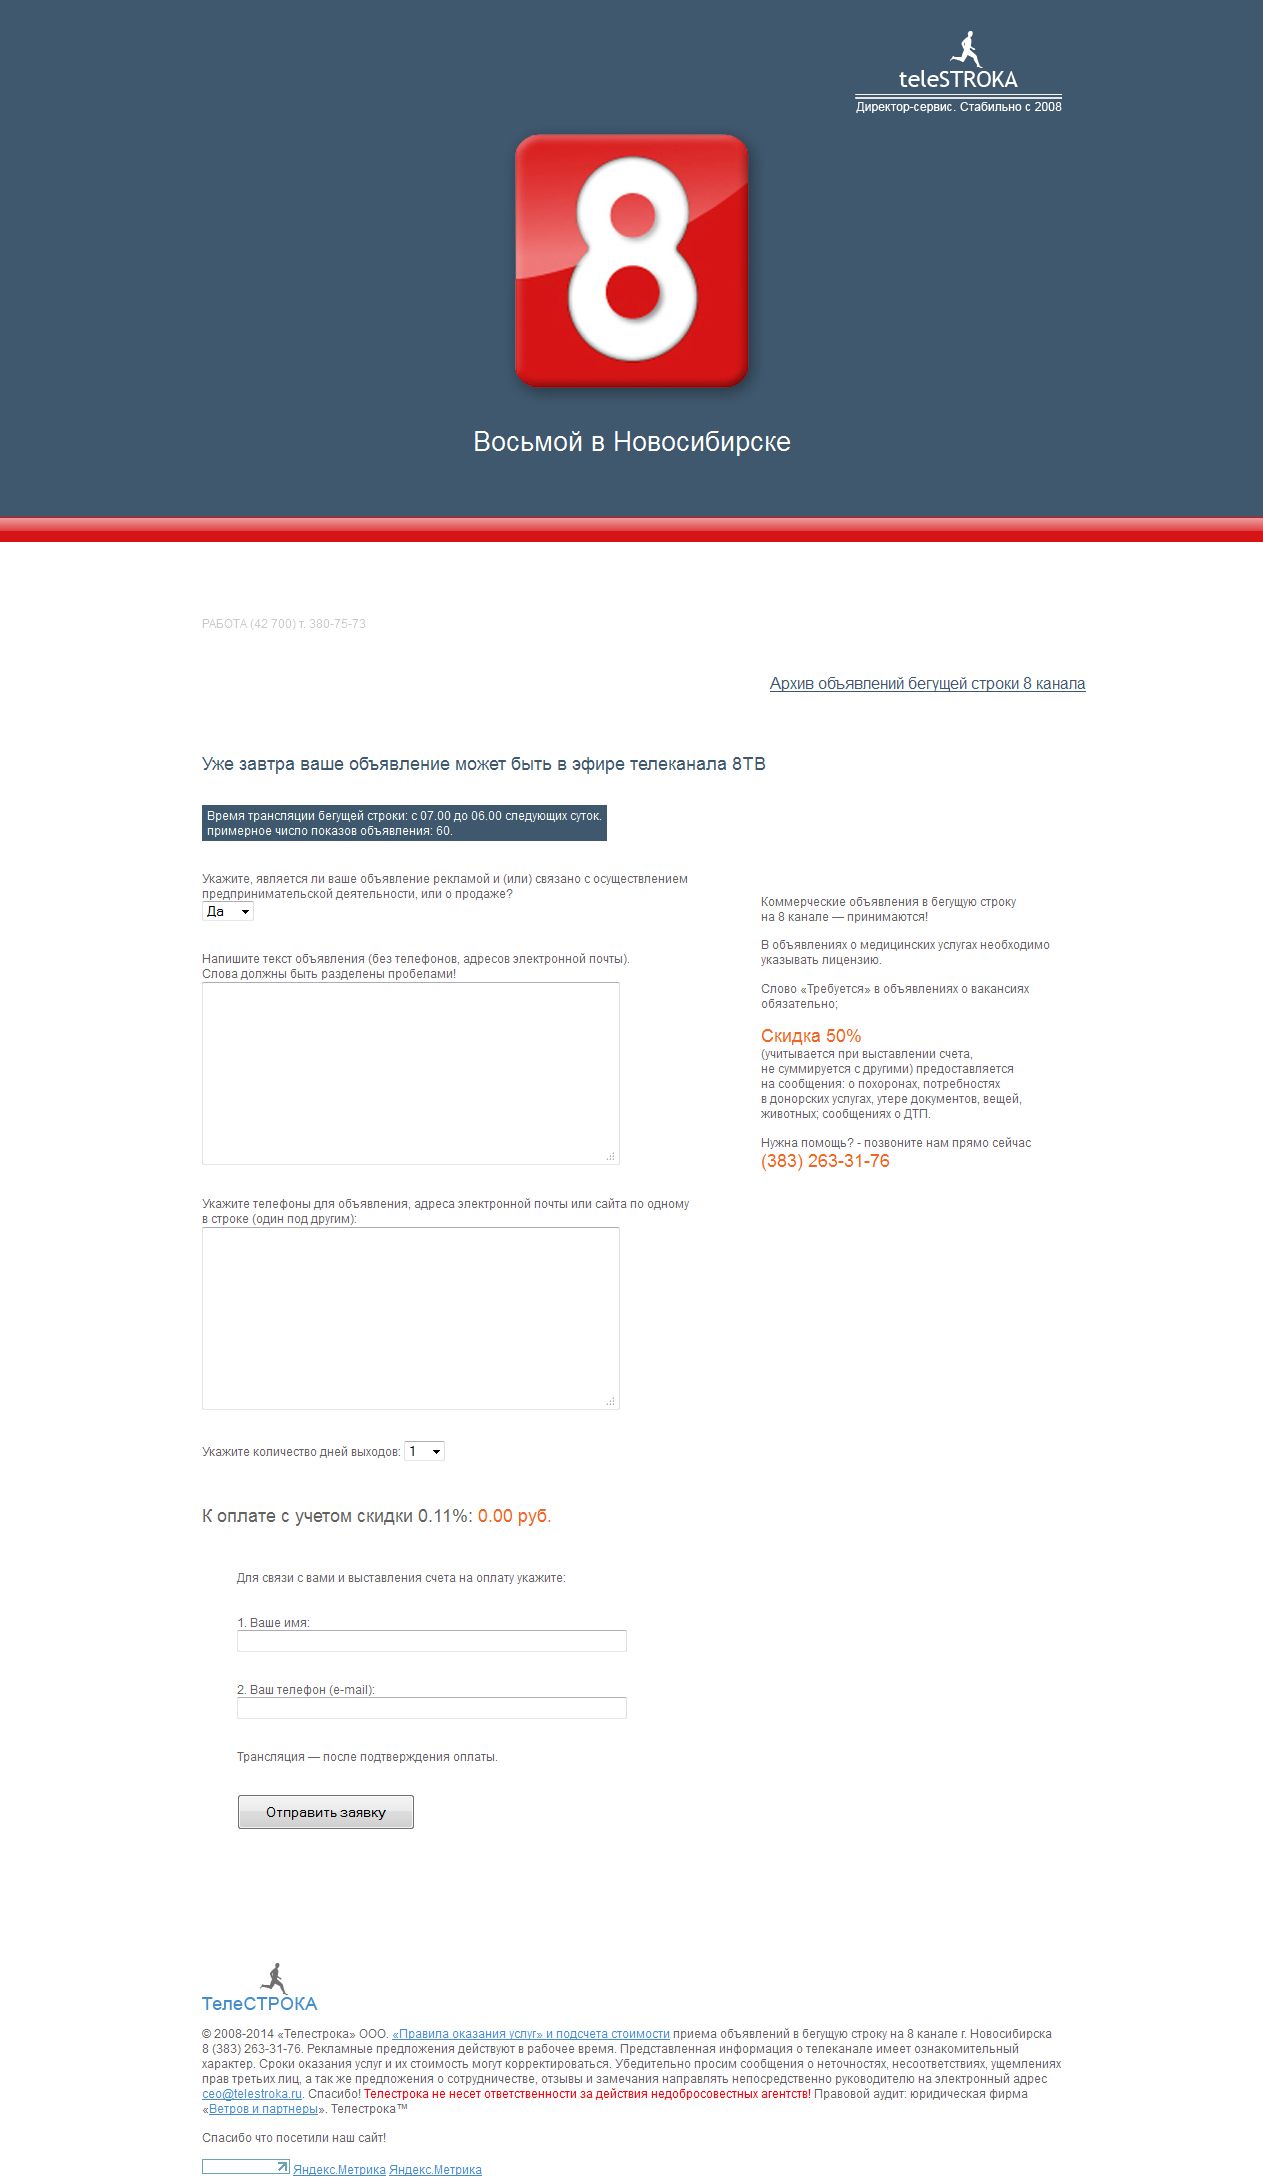 teleSTROKA
Директор-сервис. Стабильно с 2008
8
Восьмой в Новосибирске
РАБОТА (42 700) т. 380-75-73
Архив объявлений бегущей строки 8 канала
Уже завтра ваше объявление может быть в эфире телеканала 8ТВ
Время трансляции бегущей строки: с 07.00 до 06.00 следующих суток.
примерное число показов объявления: 60.
Укажите, является ли ваше объявление рекламой и (или) связано с осуществлением
предпринимательской деятельности, или о продаже?
Да
Напишите текст объявления (без телефонов, адресов электронной почты).
Слова должны быть разделены пробелами!
Коммерческие объявления в бегущую строку
на 8 канале — принимаются!
В объявлениях о медицинских услугах необходимо
указывать лицензию.
Слово «Требуется» в объявлениях о вакансиях
обязательно;
Скидка 50%
(учитывается при выставлении счета,
не суммируется с другими) предоставляется
на сообщения: о похоронах, потребностях
в донорских услугах, утере документов, вещей,
животных; сообщениях о ДТП.
Нужна помощь? - позвоните нам прямо сейчас
(383) 263-31-76
Укажите телефоны для объявления, адреса электронной почты или сайта по одному
в строке (один под другим):
Укажите количество дней выходов: 1
К оплате с учетом скидки 0.11%: 0.00 руб.
Для связи с вами и выставления счета на оплату укажите:
1. Ваше имя:
2. Ваш телефон (e-mail):
Трансляция — после подтверждения оплаты.
Отправить заявку
ТелеСТРОКА
© 2008-2014 «Телестрока» ООО. «Правила оказания услуг» и подсчета стоимости приема объявлений в бегущую строку на 8 канале г. Новосибирска
8 (383) 263-31-76. Рекламные предложения действуют в рабочее время. Представленная информация о телеканале имеет ознакомительный
характер. Сроки оказания услуг и их стоимость могут корректироваться. Убедительно просим сообщения о неточностях, несоответствиях, ущемлениях
прав третьих лиц, а так же предложения о сотрудничестве, отзывы и замечания направлять непосредственно руководителю на электронный адрес
ceo@telestroka.ru. Спасибо! Телестрока не несет ответственности за действия недобросовестных агентств! Правовой аудит: юридическая фирма
«Ветров и партнеры». Телестрока™
Спасибо что посетили наш сайт!
Яндекс.Метрика Яндекс.Метрика